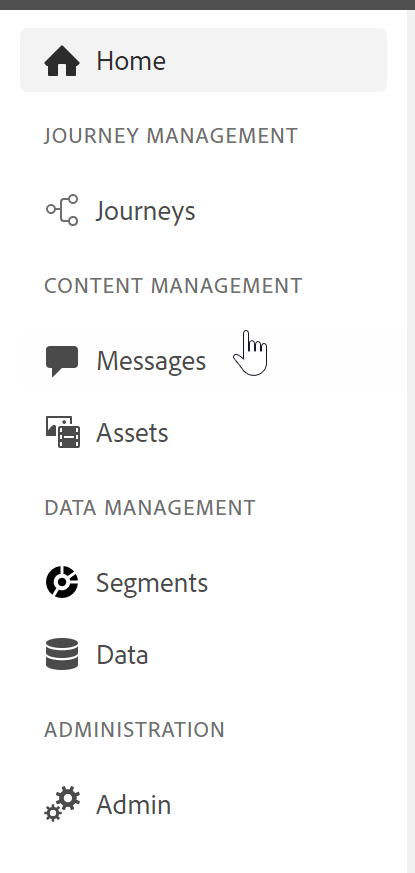 Home
JOURNEY MANAGEMENT
Journeys
CONTENT MANAGEMENT
Messages
Assets
DATA MANAGEMENT
Segments
Data
ADMINISTRATION
Admin